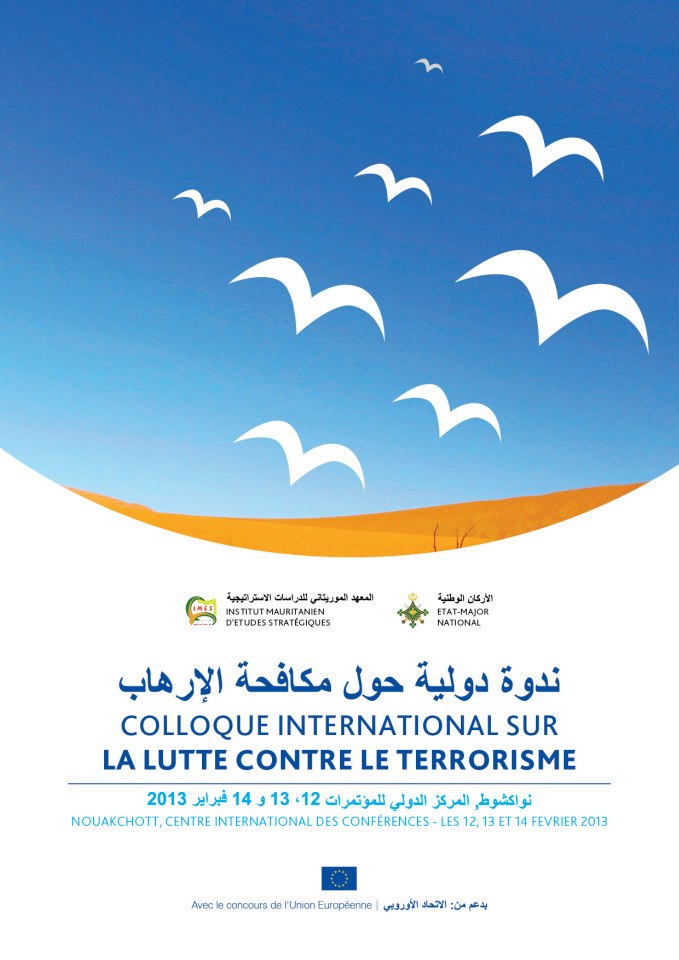 المعهد الموريتاني للدراسات الاستراتيجية
INSTITUT MAURITANIEN
D'ETUDES STRATÉGIQUES
IMES
الأركان الوطنية
ETAT-MAJOR
NATIONAL
ندوة دولية حول مكافحة الإرهاب
COLLOQUE INTERNATIONAL SUR
LA LUTTE CONTRE LE TERRORISME
نواكشوط, المركز الدولي للمؤتمرات 12، 13 و 14 فبراير 2013
NOUAKCHOTT, CENTRE INTERNATIONAL DES CONFÉRENCES - LES 12, 13 ET 14 FEVRIER 2013
Avec le concours de l'Union Européenne | بدعم من: الاتحاد الأوروبي